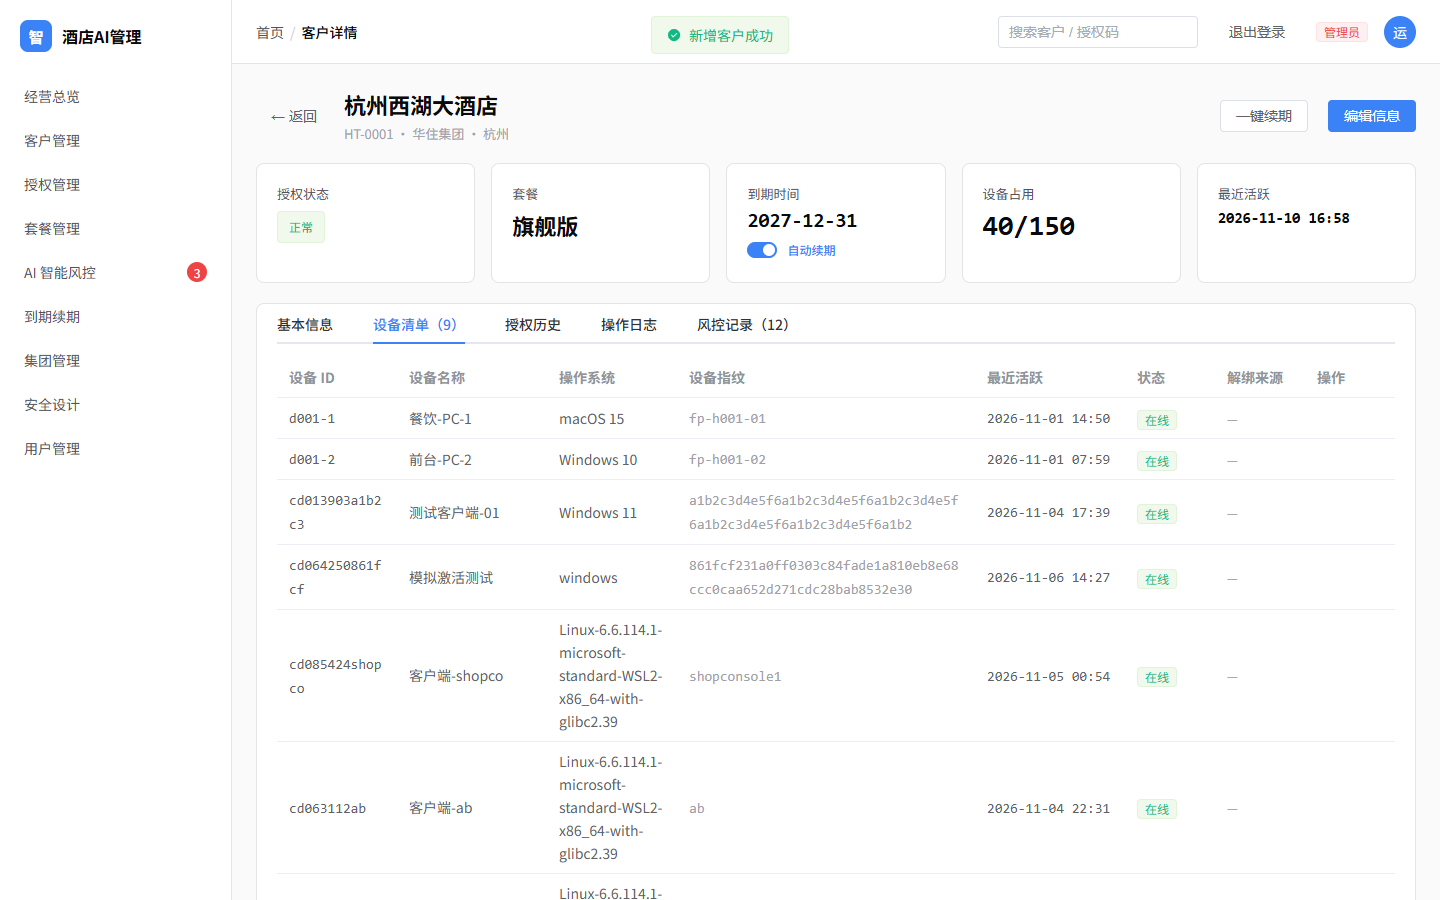 智 酒店AI管理
首页 / 客户详情
新增客户成功
搜索客户 / 授权码
退出登录
管理员
运
经营总览
客户管理
授权管理
套餐管理
AI 智能风控 3
到期续期
集团管理
安全设计
用户管理
← 返回
杭州西湖大酒店
HT-0001 · 华住集团 · 杭州
一键续期
编辑信息
授权状态
正常
套餐
旗舰版
到期时间
2027-12-31
自动续期
设备占用
40/150
最近活跃
2026-11-10 16:58
基本信息 设备清单（9） 授权历史 操作日志 风控记录（12）
设备 ID 设备名称 操作系统 设备指纹 最近活跃 状态 解绑来源 操作
d001-1 餐饮-PC-1 macOS 15 fp-h001-01 2026-11-01 14:50 在线 —
d001-2 前台-PC-2 Windows 10 fp-h001-02 2026-11-01 07:59 在线 —
cd013903a1b2
c3
测试客户端-01 Windows 11
a1b2c3d4e5f6a1b2c3d4e5f6a1b2c3d4e5f
6a1b2c3d4e5f6a1b2c3d4e5f6a1b2
2026-11-04 17:39 在线 —
cd064250861f
cf
模拟激活测试 windows
861fcf231a0ff0303c84fade1a810eb8e68
ccc0caa652d271cdc28bab8532e30
2026-11-06 14:27 在线 —
cd085424shop
co
客户端-shopco
Linux-6.6.114.1-
microsoft-
standard-WSL2-
x86_64-with-
glibc2.39
shopconsole1 2026-11-05 00:54 在线 —
cd063112ab 客户端-ab
Linux-6.6.114.1-
microsoft-
standard-WSL2-
x86_64-with-
glibc2.39
ab 2026-11-04 22:31 在线 —
Linux-6.6.114.1-